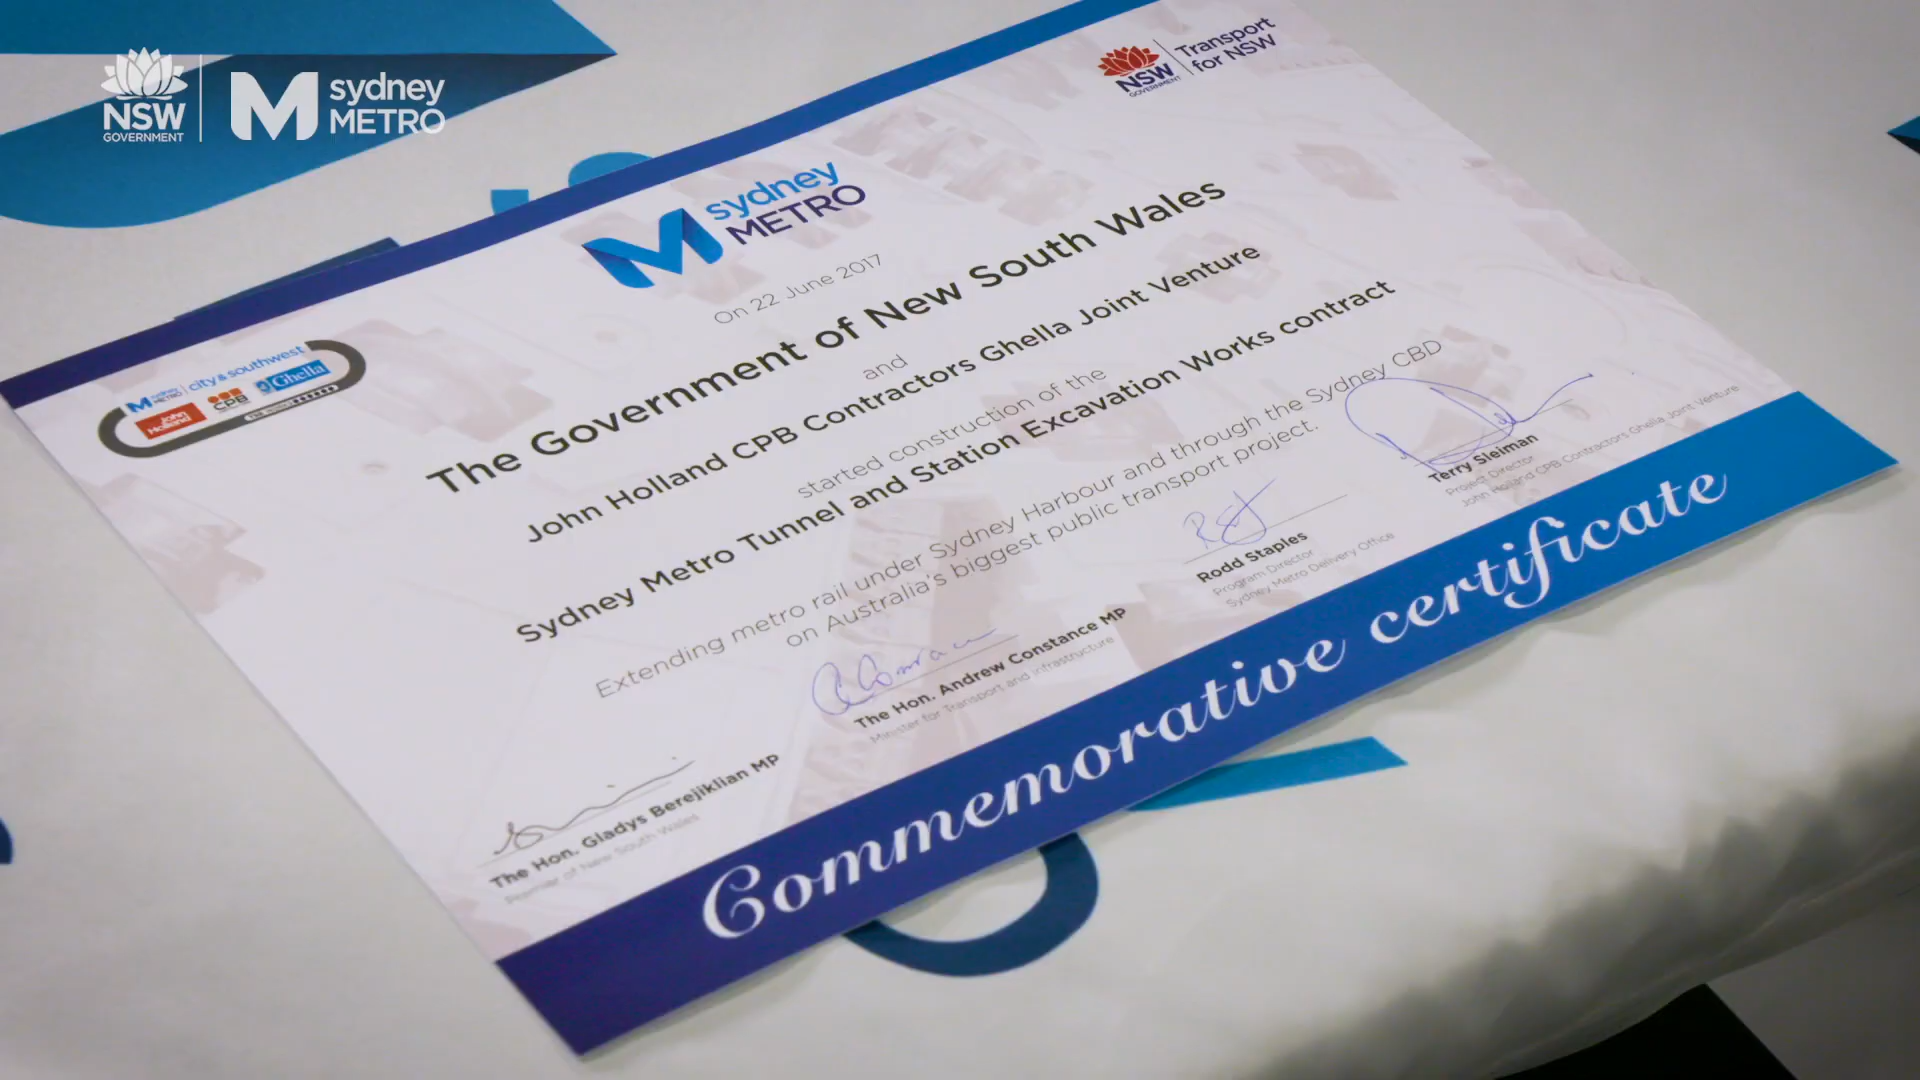 NSW
GOVERNMENT
sydney
METRO
NSW
GOVERNMENT
Transport
for NSW
sydney
METRO
On 22 June 2017
The Government of New South Wales
and
John Holland CPB Contractors Ghella Joint Venture
started construction of the
Sydney Metro Tunnel and Station Excavation Works contract
Extending metro rail under Sydney Harbour and through the Sydney CBD
on Australia's biggest public transport project.
sydney
METRO
city & southwest
John
Holland
CPB
Ghella
The Hon. Gladys Berejiklian MP
Premier of New South Wales
The Hon. Andrew Constance MP
Minister for Transport and Infrastructure
Rodd Staples
Program Director
Sydney Metro Delivery Office
Terry Sleiman
Project Director
John Holland CPB Contractors Ghella Joint Venture
Commemorative certificate